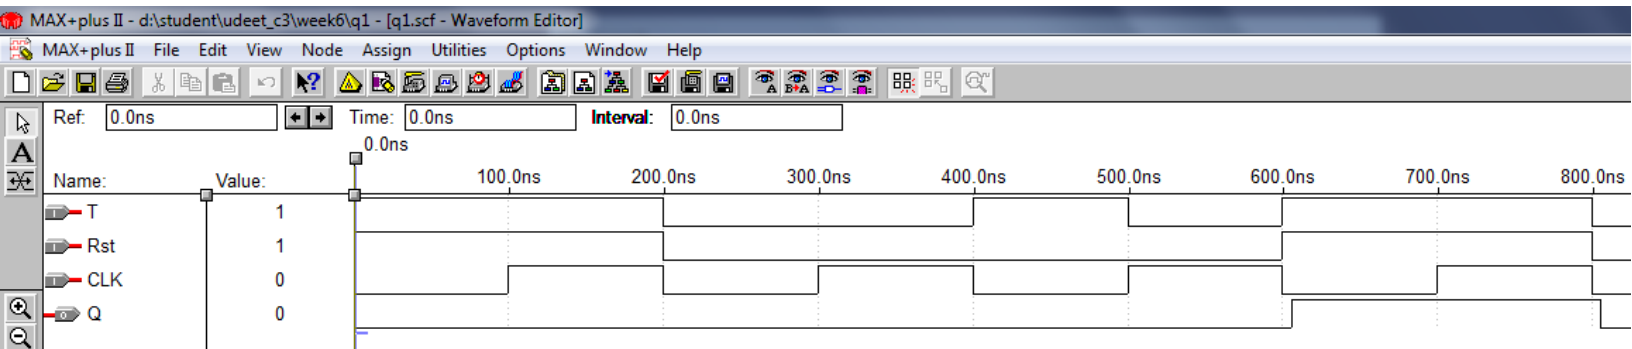 MAX+plus II - d:\student\udeet_c3\week6\q1 - [q1.scf - Waveform Editor]
MAX+plus II File Edit View Node Assign Utilities Options Window Help
Ref: 0.0ns Time: 0.0ns Interval: 0.0ns
0.0ns
Name: Value: 100.0ns 200.0ns 300.0ns 400.0ns 500.0ns 600.0ns 700.0ns 800.0ns
T 1
Rst 1
CLK 0
Q 0